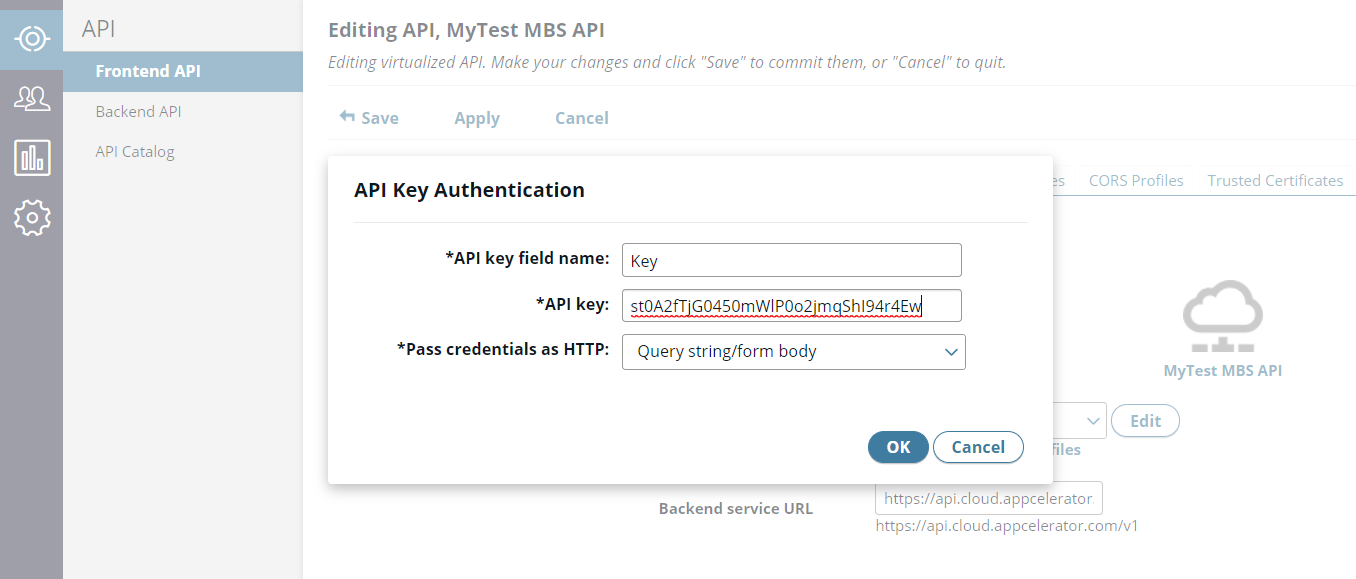 API
Frontend API
Backend API
API Catalog
Editing API, MyTest MBS API
Editing virtualized API. Make your changes and click "Save" to commit them, or "Cancel" to quit.
Save Apply Cancel
es CORS Profiles Trusted Certificates
API Key Authentication
*API key field name: Key
*API key: st0A2fTjG0450mWlP0o2jmqShI94r4Ew
*Pass credentials as HTTP: Query string/form body
OK Cancel
MyTest MBS API
Edit
files
Backend service URL https://api.cloud.appcelerator
https://api.cloud.appcelerator.com/v1